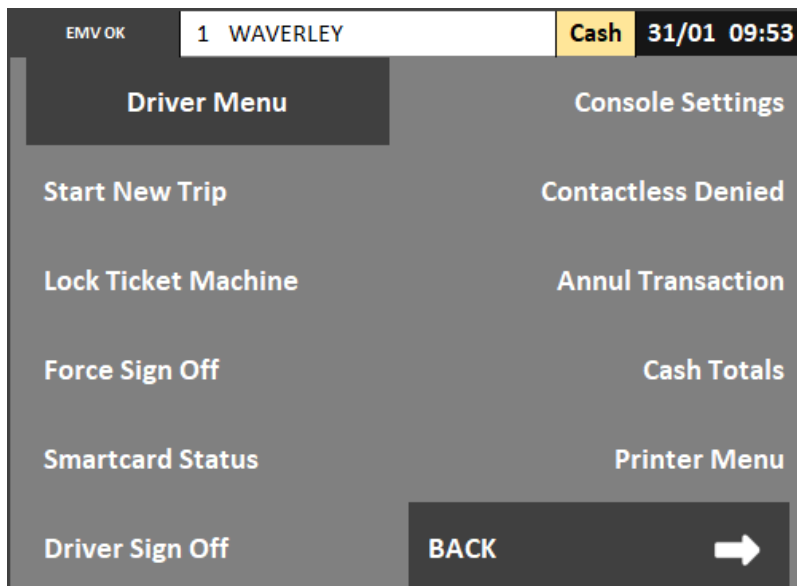 EMV OK 1 WAVERLEY Cash 31/01 09:53
Driver Menu Console Settings
Start New Trip Contactless Denied
Lock Ticket Machine Annul Transaction
Force Sign Off Cash Totals
Smartcard Status Printer Menu
Driver Sign Off BACK